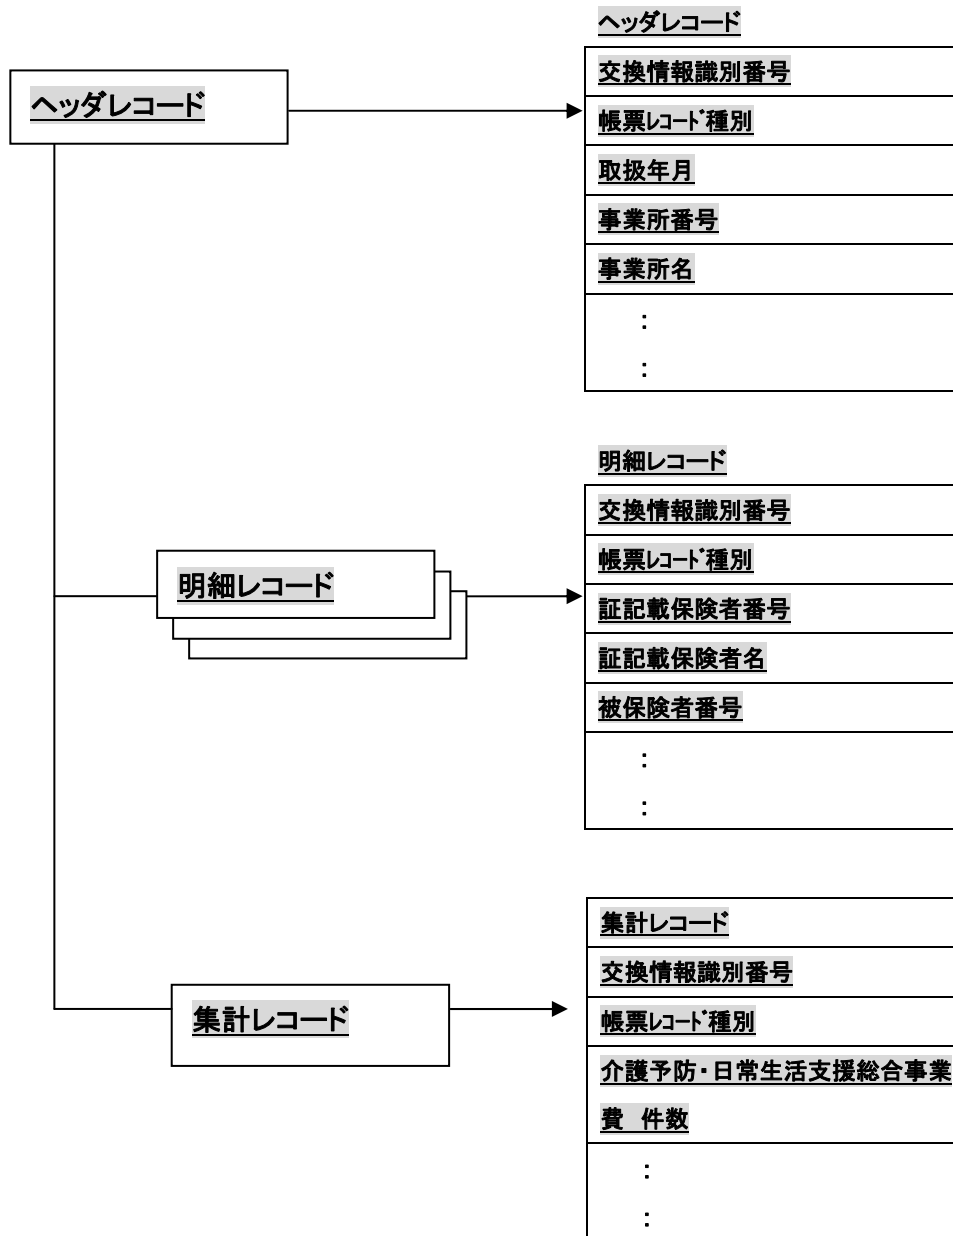 ヘッダレコード
ヘッダレコード
交換情報識別番号
帳票ﾚｺｰﾄﾞ種別
取扱年月
事業所番号
事業所名
：
：
明細レコード
明細レコード
交換情報識別番号
帳票ﾚｺｰﾄﾞ種別
証記載保険者番号
証記載保険者名
被保険者番号
：
：
集計レコード
集計レコード
交換情報識別番号
帳票ﾚｺｰﾄﾞ種別
介護予防・日常生活支援総合事業
費　件数
：
：